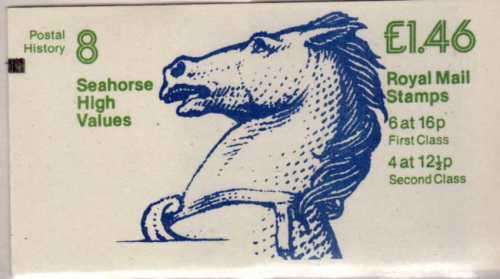 Postal
History
8
Seahorse
High
Values
£1.46
Royal Mail
Stamps
6 at 16p
First Class
4 at 12½p
Second Class